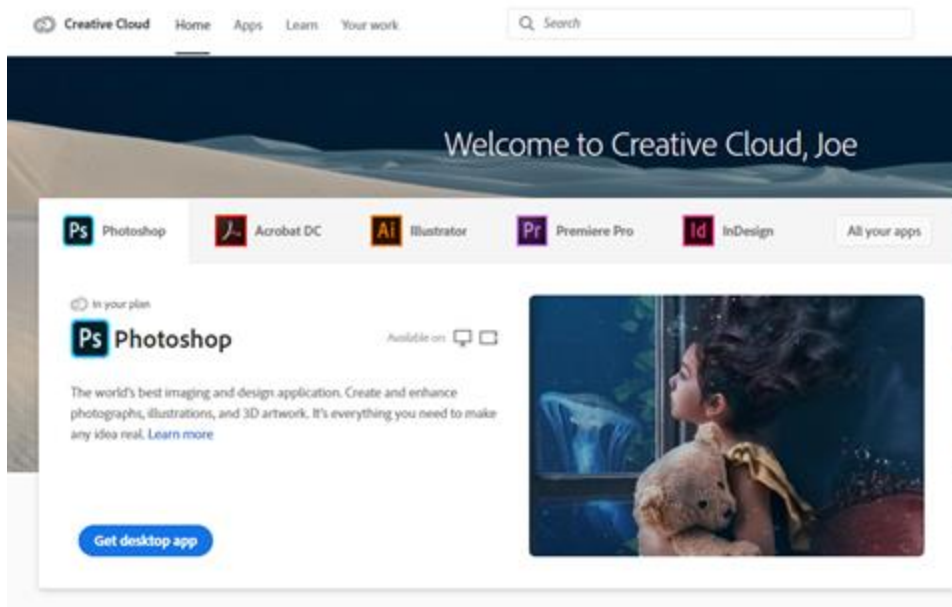 Creative Cloud Home Apps Learn Your work Search
Welcome to Creative Cloud, Joe
Ps Photoshop Acrobat DC Ai Illustrator Pr Premiere Pro Id InDesign All your apps
In your plan
Ps Photoshop Available on:
The world's best imaging and design application. Create and enhance
photographs, illustrations, and 3D artwork. It's everything you need to make
any idea real. Learn more
Get desktop app